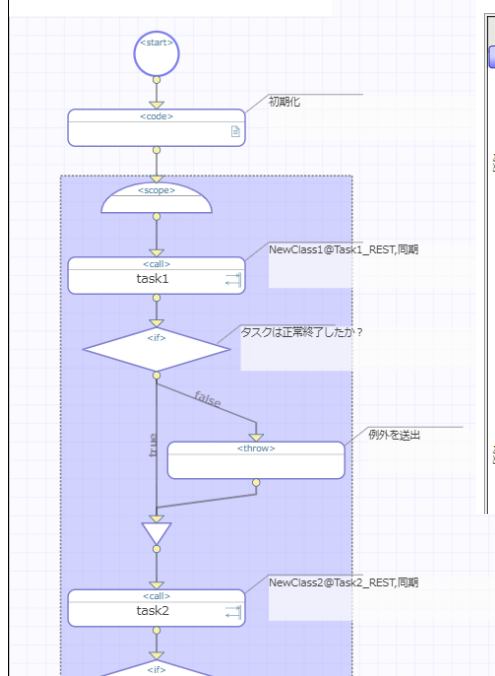 <start>
<code>
初期化
<scope>
<call>
task1
NewClass1@Task1_REST,同期
<if>
タスクは正常終了したか？
false
true
<throw>
例外を送出
<call>
task2
NewClass2@Task2_REST,同期
<if>